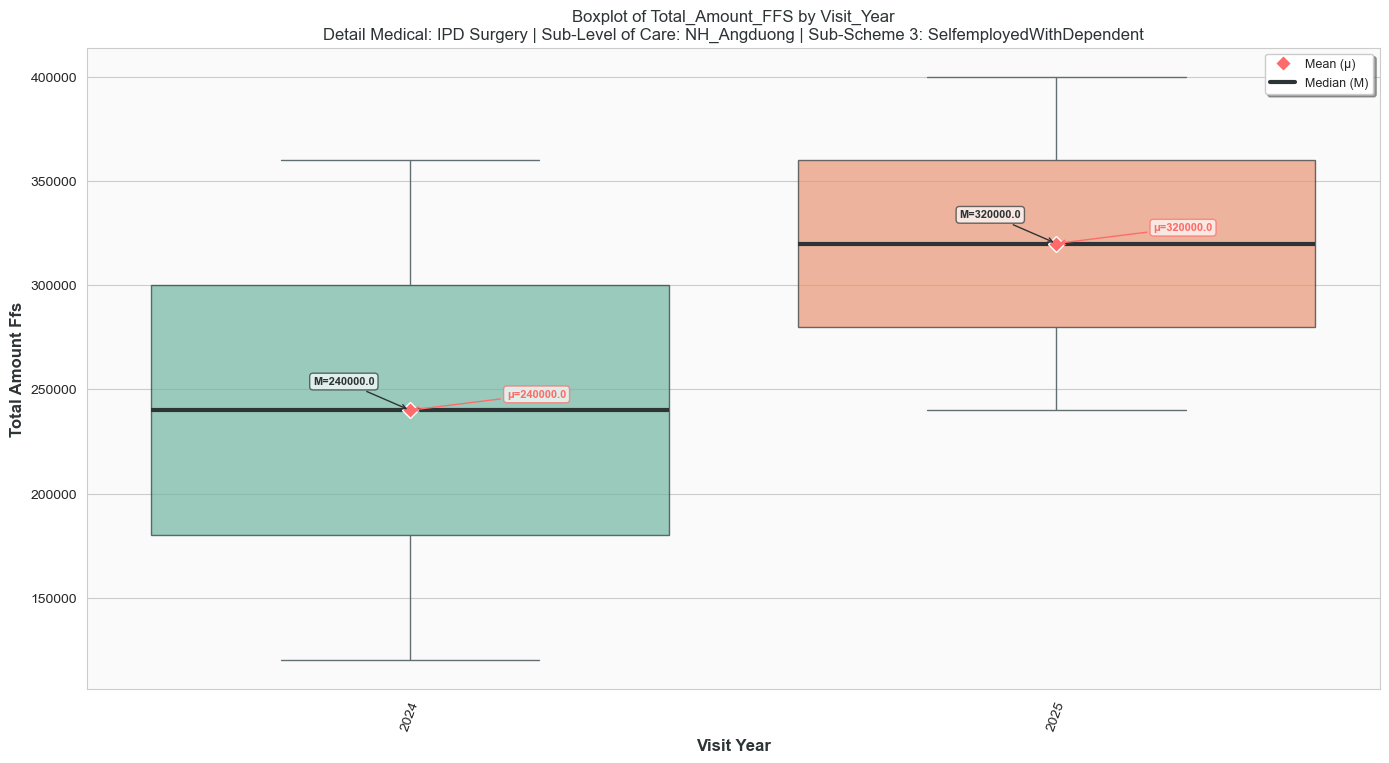 Boxplot of Total_Amount_FFS by Visit_Year
Detail Medical: IPD Surgery | Sub-Level of Care: NH_Angduong | Sub-Scheme 3: SelfemployedWithDependent
Mean (μ)
Median (M)
Total Amount Ffs
400000
350000
300000
250000
200000
150000
M=240000.0
μ=240000.0
M=320000.0
μ=320000.0
2024
2025
Visit Year